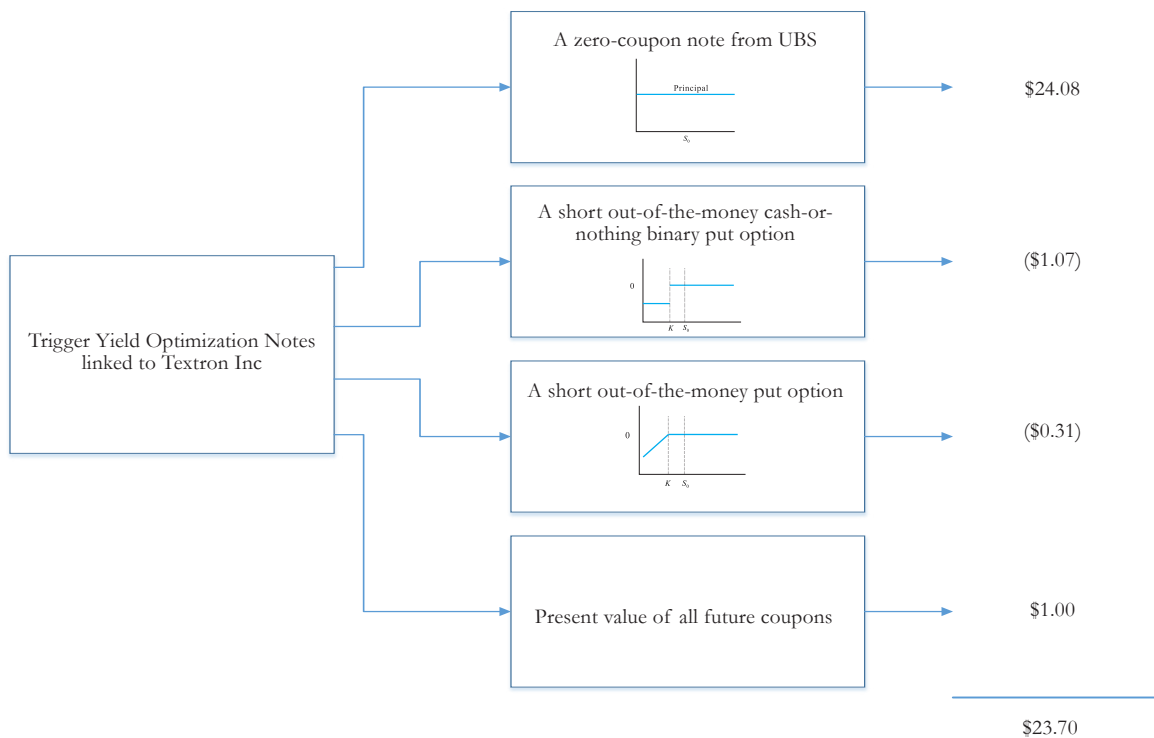 A zero-coupon note from UBS
Principal
S₀
$24.08
A short out-of-the-money cash-or-
nothing binary put option
0
K S₀
($1.07)
Trigger Yield Optimization Notes
linked to Textron Inc
A short out-of-the-money put option
0
K S₀
($0.31)
Present value of all future coupons
$1.00
$23.70